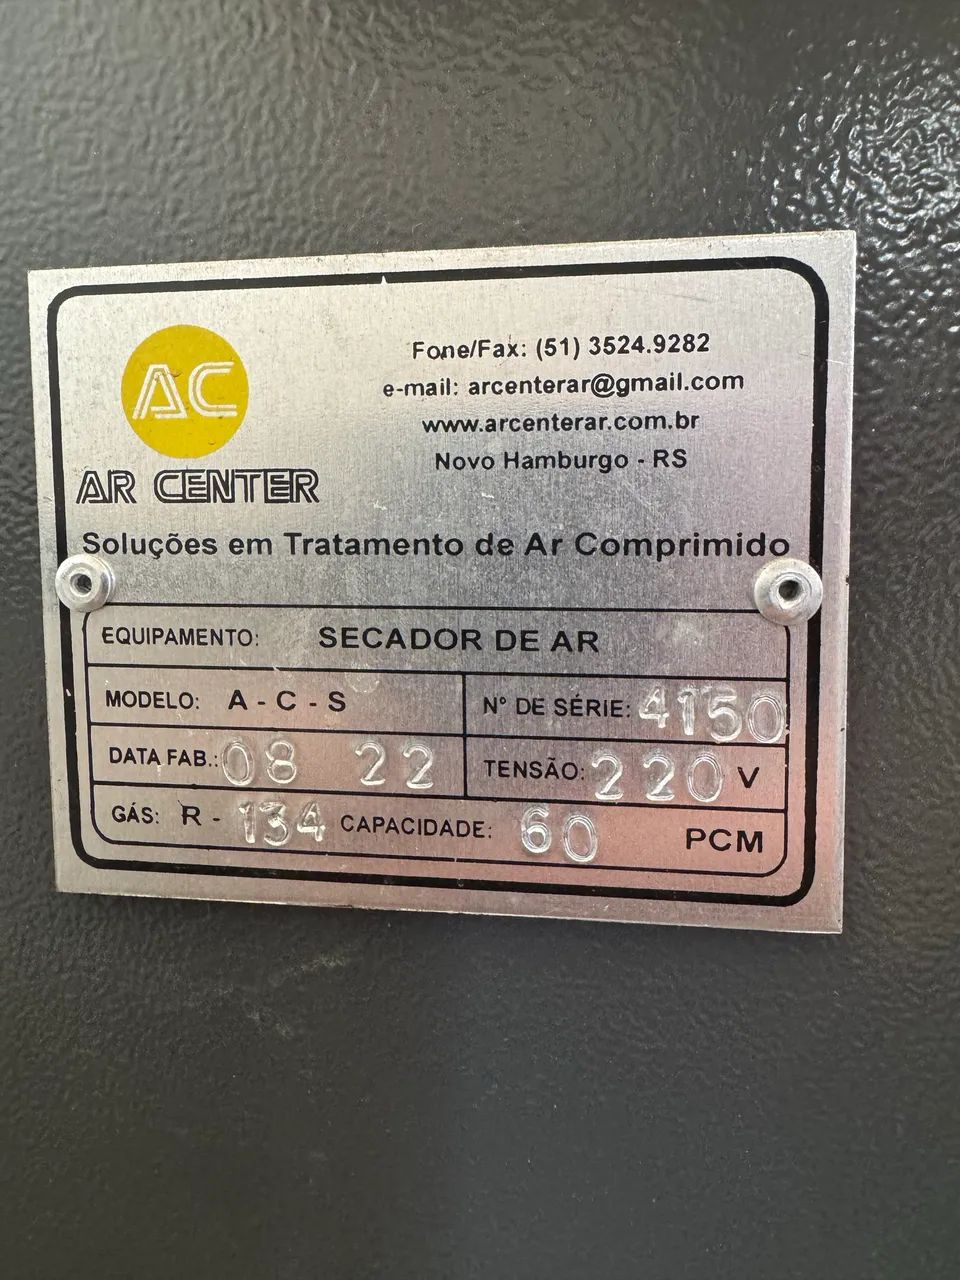 AC
AR CENTER
Fone/Fax: (51) 3524.9282
e-mail: arcenterar@gmail.com
www.arcenterar.com.br
Novo Hamburgo - RS
Soluções em Tratamento de Ar Comprimido
EQUIPAMENTO: SECADOR DE AR
MODELO: A - C - S Nº DE SÉRIE: 4150
DATA FAB.: 08 22 TENSÃO: 220 V
GÁS: R - 134 CAPACIDADE: 60 PCM